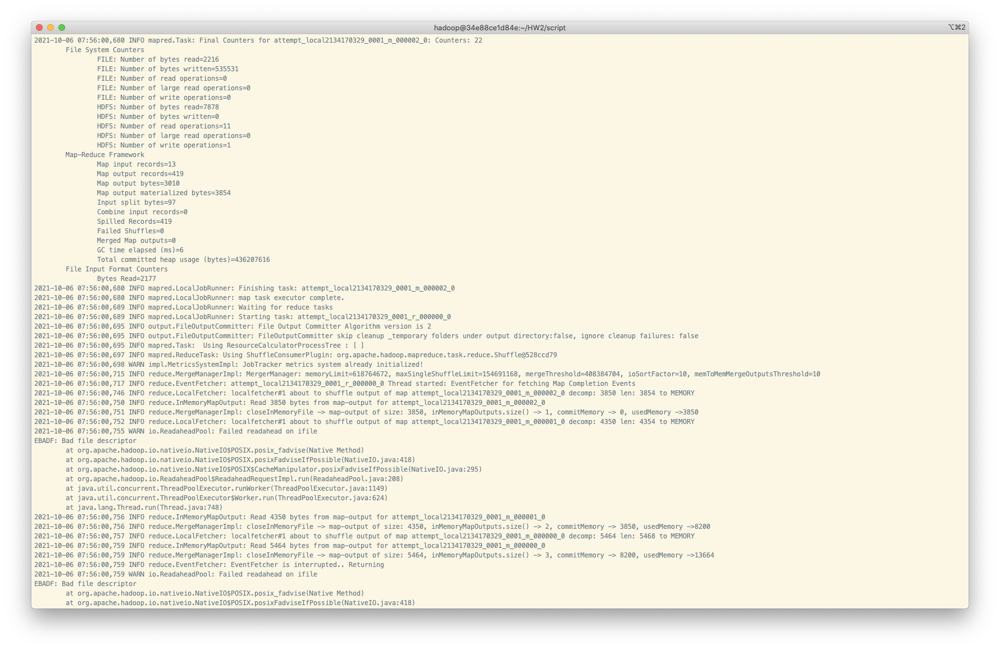 hadoop@34e88ce1d84e:~/HW2/script
⌥⌘2
2021-10-06 07:56:00,680 INFO mapred.Task: Final Counters for attempt_local2134170329_0001_m_000002_0: Counters: 22
File System Counters
FILE: Number of bytes read=2216
FILE: Number of bytes written=535531
FILE: Number of read operations=0
FILE: Number of large read operations=0
FILE: Number of write operations=0
HDFS: Number of bytes read=7878
HDFS: Number of bytes written=0
HDFS: Number of read operations=11
HDFS: Number of large read operations=0
HDFS: Number of write operations=1
Map-Reduce Framework
Map input records=13
Map output records=419
Map output bytes=3010
Map output materialized bytes=3854
Input split bytes=97
Combine input records=0
Spilled Records=419
Failed Shuffles=0
Merged Map outputs=0
GC time elapsed (ms)=6
Total committed heap usage (bytes)=436207616
File Input Format Counters
Bytes Read=2177
2021-10-06 07:56:00,680 INFO mapred.LocalJobRunner: Finishing task: attempt_local2134170329_0001_m_000002_0
2021-10-06 07:56:00,680 INFO mapred.LocalJobRunner: map task executor complete.
2021-10-06 07:56:00,689 INFO mapred.LocalJobRunner: Waiting for reduce tasks
2021-10-06 07:56:00,689 INFO mapred.LocalJobRunner: Starting task: attempt_local2134170329_0001_r_000000_0
2021-10-06 07:56:00,695 INFO output.FileOutputCommitter: File Output Committer Algorithm version is 2
2021-10-06 07:56:00,695 INFO output.FileOutputCommitter: FileOutputCommitter skip cleanup _temporary folders under output directory:false, ignore cleanup failures: false
2021-10-06 07:56:00,695 INFO mapred.Task:  Using ResourceCalculatorProcessTree : [ ]
2021-10-06 07:56:00,697 INFO mapred.ReduceTask: Using ShuffleConsumerPlugin: org.apache.hadoop.mapreduce.task.reduce.Shuffle@528ccd79
2021-10-06 07:56:00,698 WARN impl.MetricsSystemImpl: JobTracker metrics system already initialized!
2021-10-06 07:56:00,715 INFO reduce.MergeManagerImpl: MergerManager: memoryLimit=618764672, maxSingleShuffleLimit=154691168, mergeThreshold=408384704, ioSortFactor=10, memToMemMergeOutputsThreshold=10
2021-10-06 07:56:00,717 INFO reduce.EventFetcher: attempt_local2134170329_0001_r_000000_0 Thread started: EventFetcher for fetching Map Completion Events
2021-10-06 07:56:00,746 INFO reduce.LocalFetcher: localfetcher#1 about to shuffle output of map attempt_local2134170329_0001_m_000002_0 decomp: 3850 len: 3854 to MEMORY
2021-10-06 07:56:00,750 INFO reduce.InMemoryMapOutput: Read 3850 bytes from map-output for attempt_local2134170329_0001_m_000002_0
2021-10-06 07:56:00,751 INFO reduce.MergeManagerImpl: closeInMemoryFile -> map-output of size: 3850, inMemoryMapOutputs.size() -> 1, commitMemory -> 0, usedMemory ->3850
2021-10-06 07:56:00,752 INFO reduce.LocalFetcher: localfetcher#1 about to shuffle output of map attempt_local2134170329_0001_m_000001_0 decomp: 4350 len: 4354 to MEMORY
2021-10-06 07:56:00,755 WARN io.ReadaheadPool: Failed readahead on ifile
EBADF: Bad file descriptor
at org.apache.hadoop.io.nativeio.NativeIO$POSIX.posix_fadvise(Native Method)
at org.apache.hadoop.io.nativeio.NativeIO$POSIX.posixFadviseIfPossible(NativeIO.java:418)
at org.apache.hadoop.io.nativeio.NativeIO$POSIX$CacheManipulator.posixFadviseIfPossible(NativeIO.java:295)
at org.apache.hadoop.io.ReadaheadPool$ReadaheadRequestImpl.run(ReadaheadPool.java:208)
at java.util.concurrent.ThreadPoolExecutor.runWorker(ThreadPoolExecutor.java:1149)
at java.util.concurrent.ThreadPoolExecutor$Worker.run(ThreadPoolExecutor.java:624)
at java.lang.Thread.run(Thread.java:748)
2021-10-06 07:56:00,756 INFO reduce.InMemoryMapOutput: Read 4350 bytes from map-output for attempt_local2134170329_0001_m_000001_0
2021-10-06 07:56:00,756 INFO reduce.MergeManagerImpl: closeInMemoryFile -> map-output of size: 4350, inMemoryMapOutputs.size() -> 2, commitMemory -> 3850, usedMemory ->8200
2021-10-06 07:56:00,757 INFO reduce.LocalFetcher: localfetcher#1 about to shuffle output of map attempt_local2134170329_0001_m_000000_0 decomp: 5464 len: 5468 to MEMORY
2021-10-06 07:56:00,759 INFO reduce.InMemoryMapOutput: Read 5464 bytes from map-output for attempt_local2134170329_0001_m_000000_0
2021-10-06 07:56:00,759 INFO reduce.MergeManagerImpl: closeInMemoryFile -> map-output of size: 5464, inMemoryMapOutputs.size() -> 3, commitMemory -> 8200, usedMemory ->13664
2021-10-06 07:56:00,759 INFO reduce.EventFetcher: EventFetcher is interrupted.. Returning
2021-10-06 07:56:00,759 WARN io.ReadaheadPool: Failed readahead on ifile
EBADF: Bad file descriptor
at org.apache.hadoop.io.nativeio.NativeIO$POSIX.posix_fadvise(Native Method)
at org.apache.hadoop.io.nativeio.NativeIO$POSIX.posixFadviseIfPossible(NativeIO.java:418)